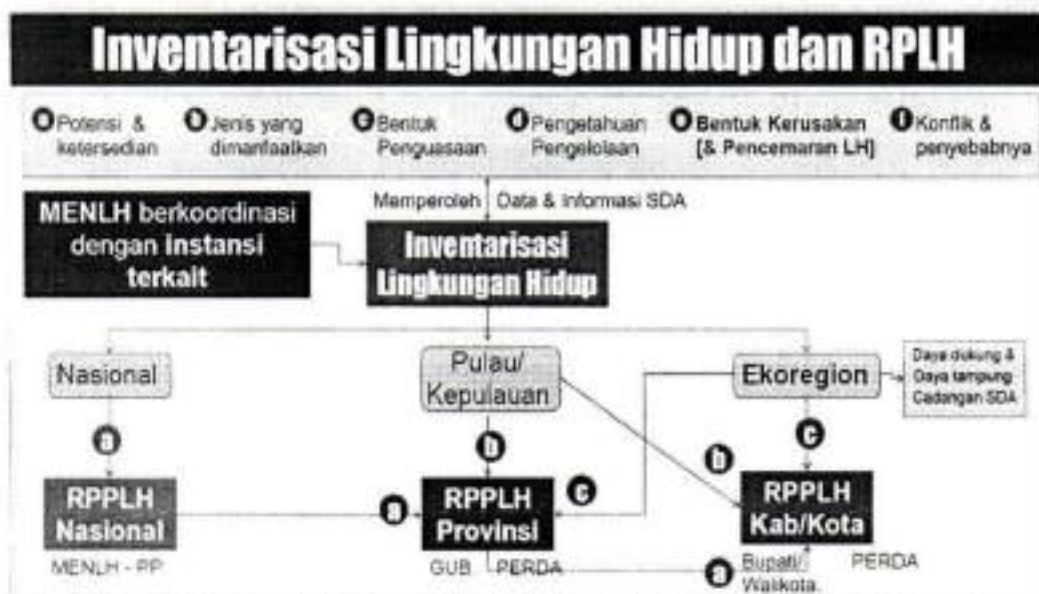 Inventarisasi Lingkungan Hidup dan RPLH
a Potensi & ketersedian
b Jenis yang dimanfaatkan
c Bentuk Penguasaan
d Pengetahuan Pengelolaan
e Bentuk Kerusakan [& Pencemaran LH]
f Konflik & penyebabnya
Memperoleh Data & Informasi SDA
MENLH berkoordinasi
dengan instansi
terkait
Inventarisasi
Lingkungan Hidup
Nasional
Pulau/
Kepulauan
Ekoregion
Daya dukung &
Daya tampung
Cadangan SDA
a
b
c
b
c
a
RPPLH
Nasional
RPPLH
Provinsi
RPPLH
Kab/Kota
MENLH - PP
GUB PERDA
a
Bupati/
Walikota.
PERDA